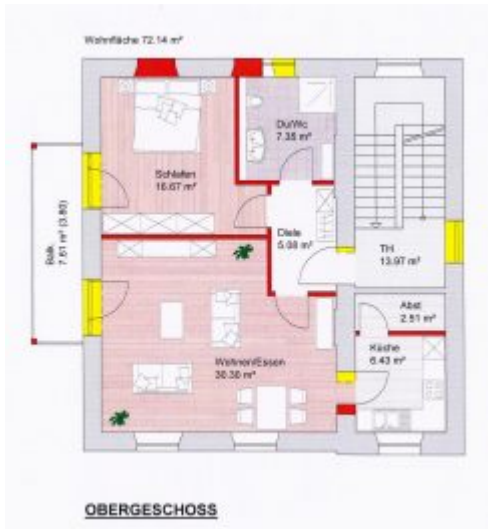 Wohnfläche 72.14 m²
Du/Wc
7.35 m²
Schlafen
16.67 m²
Balk.
7.61 m² (3.80)
Diele
5.08 m²
TH
13.97 m²
Abst
2.51 m²
Küche
6.43 m²
Wohnen/Essen
30.30 m²
OBERGESCHOSS